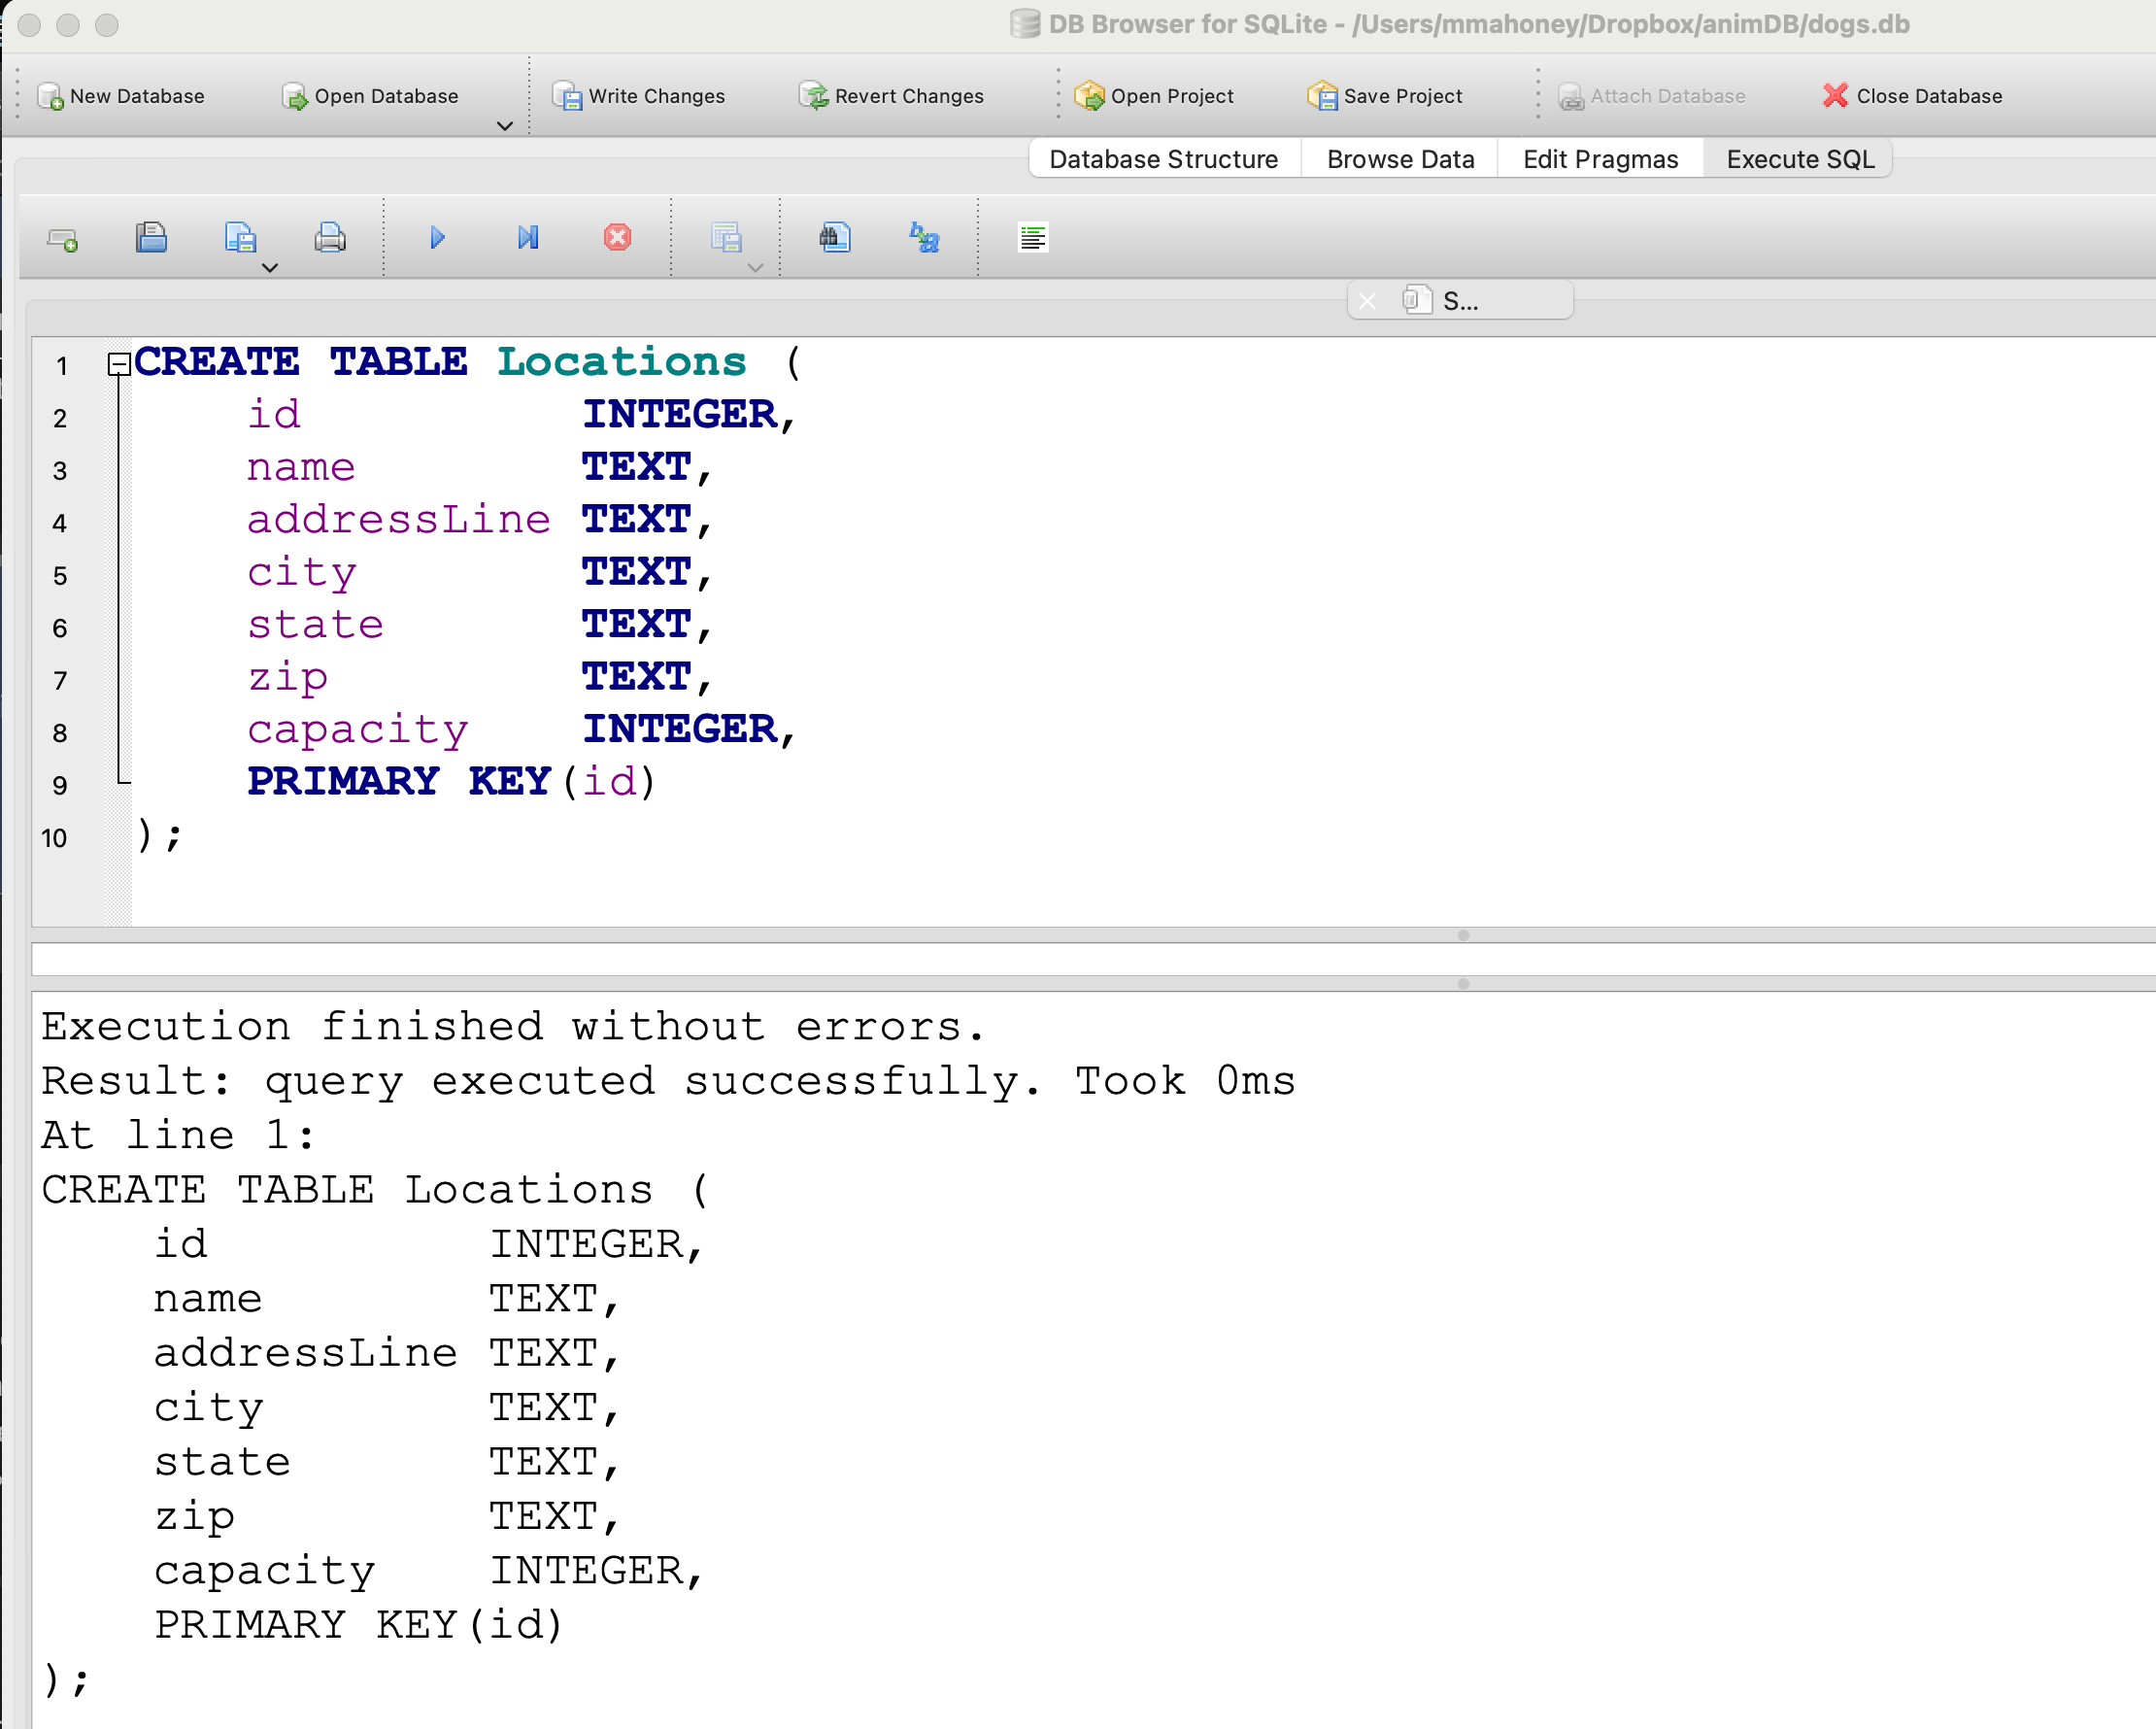 DB Browser for SQLite - /Users/mmahoney/Dropbox/animDB/dogs.db
New Database Open Database Write Changes Revert Changes Open Project Save Project Attach Database Close Database
Database Structure Browse Data Edit Pragmas Execute SQL
S...
1 CREATE TABLE Locations (
2 id INTEGER,
3 name TEXT,
4 addressLine TEXT,
5 city TEXT,
6 state TEXT,
7 zip TEXT,
8 capacity INTEGER,
9 PRIMARY KEY(id)
10 );
Execution finished without errors.
Result: query executed successfully. Took 0ms
At line 1:
CREATE TABLE Locations (
id INTEGER,
name TEXT,
addressLine TEXT,
city TEXT,
state TEXT,
zip TEXT,
capacity INTEGER,
PRIMARY KEY(id)
);